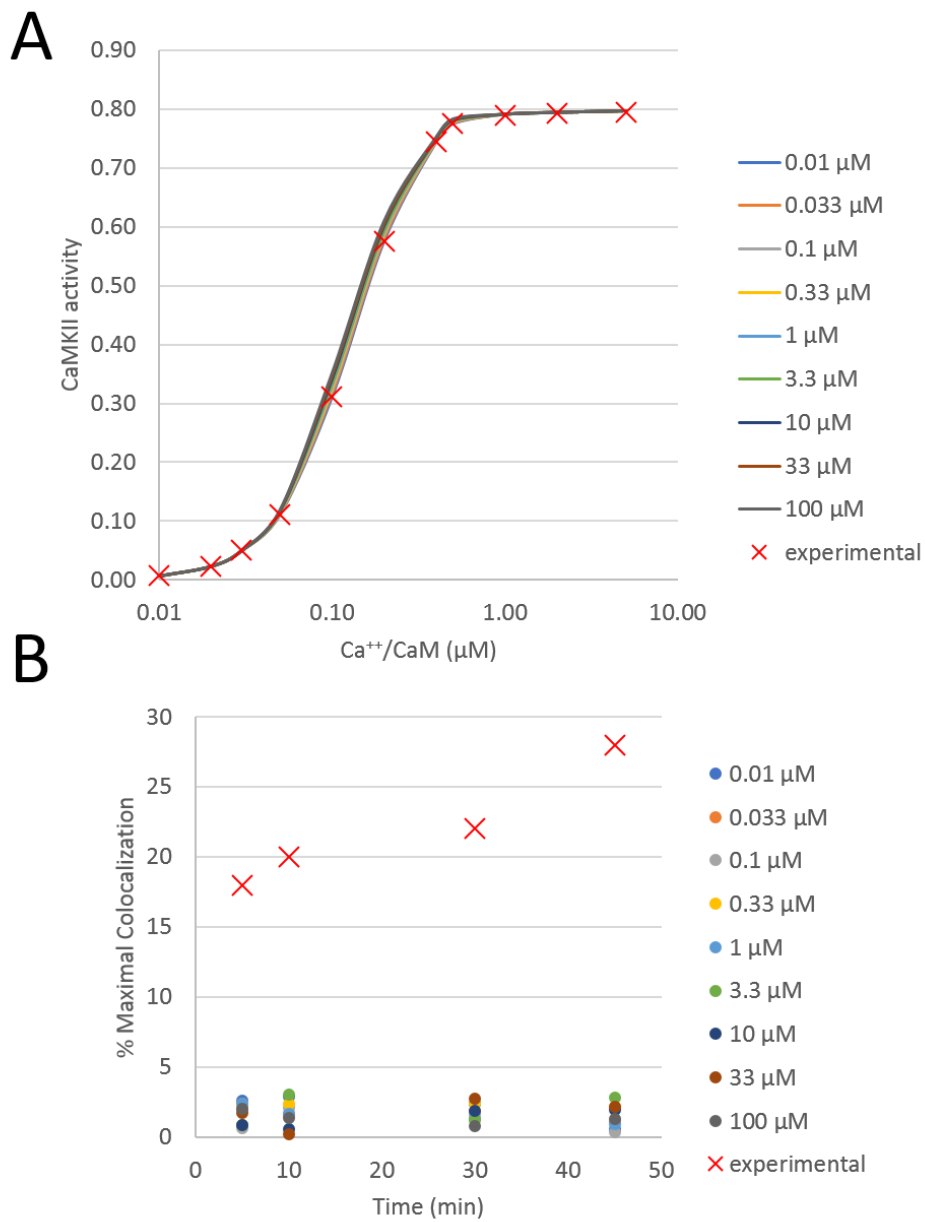 A
0.90
0.80
0.70
0.60
0.50
0.40
0.30
0.20
0.10
0.00
CaMKII activity
0.01
0.10
1.00
10.00
Ca⁺⁺/CaM (µM)
0.01 µM
0.033 µM
0.1 µM
0.33 µM
1 µM
3.3 µM
10 µM
33 µM
100 µM
experimental
B
30
25
20
15
10
5
0
% Maximal Colocalization
0
10
20
30
40
50
Time (min)
0.01 µM
0.033 µM
0.1 µM
0.33 µM
1 µM
3.3 µM
10 µM
33 µM
100 µM
experimental